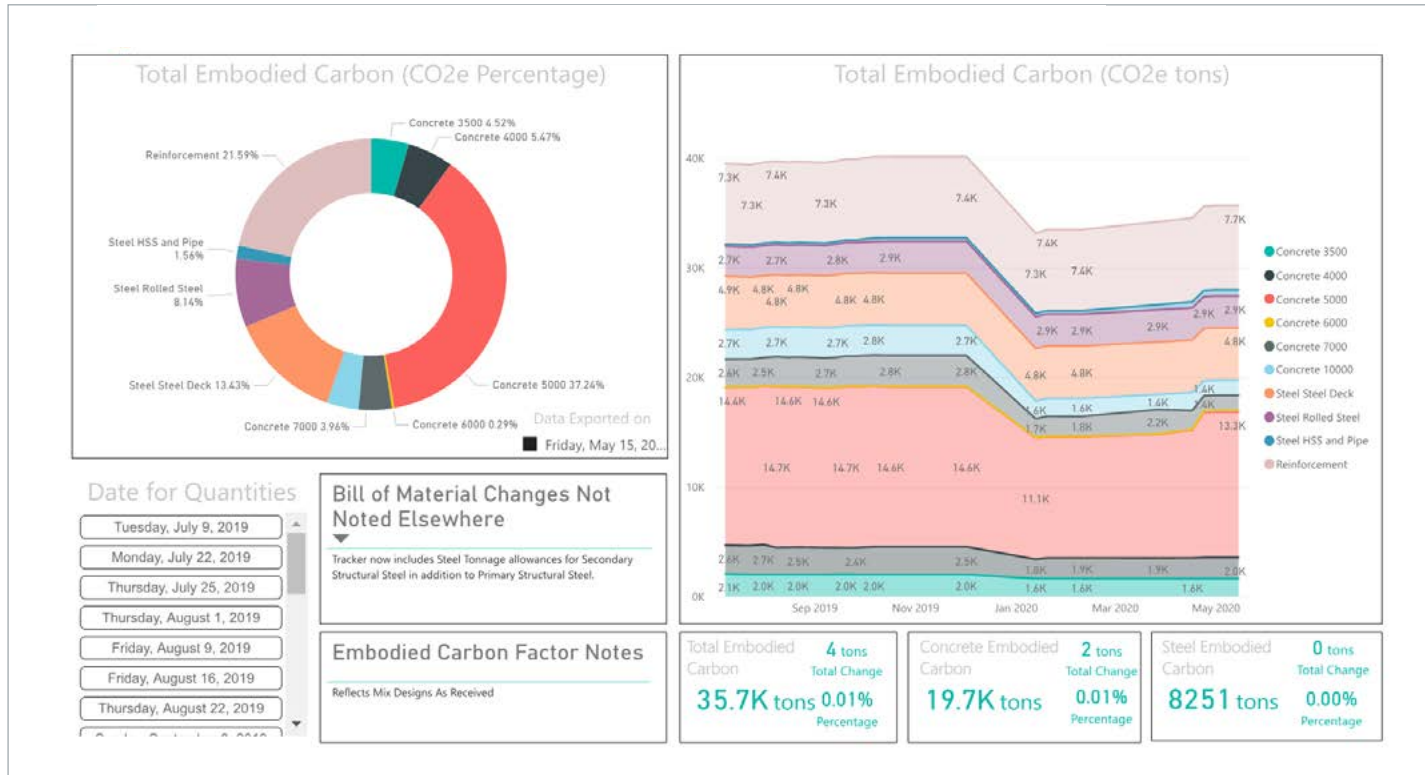 Total Embodied Carbon (CO2e Percentage)
Concrete 3500 4.52%
Concrete 4000 5.47%
Reinforcement 21.59%
Steel HSS and Pipe
1.56%
Steel Rolled Steel
8.14%
Steel Steel Deck 13.43%
Concrete 5000 37.24%
Concrete 7000 3.96%
Concrete 6000 0.29%
Data Exported on
Friday, May 15, 20...
Total Embodied Carbon (CO2e tons)
40K
30K
20K
10K
0K
7.3K 7.3K 7.4K 7.3K 7.4K 7.4K 7.3K 7.4K 7.7K
2.7K 2.7K 2.8K 2.9K 2.9K 2.9K 2.9K 2.9K 2.9K
4.9K 4.8K 4.8K 4.8K 4.8K 4.8K 4.8K 4.8K 4.8K
2.7K 2.7K 2.7K 2.8K 2.7K 1.6K 1.6K 1.4K 1.4K
2.6K 2.5K 2.7K 2.8K 2.8K 1.7K 1.8K 2.2K 1.4K
14.4K 14.6K 14.6K 13.3K
14.7K 14.7K 14.6K 14.6K 11.1K
2.6K 2.7K 2.5K 2.4K 2.5K 1.8K 1.9K 1.9K 2.0K
2.1K 2.0K 2.0K 2.0K 2.0K 2.0K 1.6K 1.6K 1.6K
Sep 2019 Nov 2019 Jan 2020 Mar 2020 May 2020
Concrete 3500
Concrete 4000
Concrete 5000
Concrete 6000
Concrete 7000
Concrete 10000
Steel Steel Deck
Steel Rolled Steel
Steel HSS and Pipe
Reinforcement
Date for Quantities
Tuesday, July 9, 2019
Monday, July 22, 2019
Thursday, July 25, 2019
Thursday, August 1, 2019
Friday, August 9, 2019
Friday, August 16, 2019
Thursday, August 22, 2019
Bill of Material Changes Not
Noted Elsewhere
Tracker now includes Steel Tonnage allowances for Secondary
Structural Steel in addition to Primary Structural Steel.
Embodied Carbon Factor Notes
Reflects Mix Designs As Received
Total Embodied
Carbon
4 tons
Total Change
35.7K tons
0.01%
Percentage
Concrete Embodied
Carbon
2 tons
Total Change
19.7K tons
0.01%
Percentage
Steel Embodied
Carbon
0 tons
Total Change
8251 tons
0.00%
Percentage